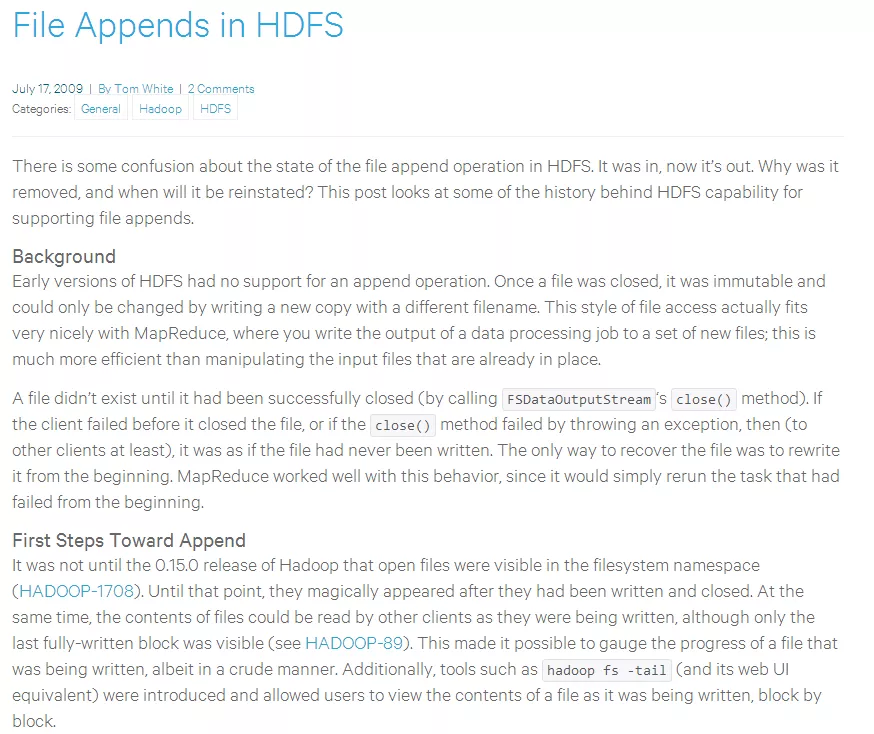 File Appends in HDFS
July 17, 2009 | By Tom White | 2 Comments
Categories: General Hadoop HDFS
There is some confusion about the state of the file append operation in HDFS. It was in, now it's out. Why was it
removed, and when will it be reinstated? This post looks at some of the history behind HDFS capability for
supporting file appends.
Background
Early versions of HDFS had no support for an append operation. Once a file was closed, it was immutable and
could only be changed by writing a new copy with a different filename. This style of file access actually fits
very nicely with MapReduce, where you write the output of a data processing job to a set of new files; this is
much more efficient than manipulating the input files that are already in place.
A file didn't exist until it had been successfully closed (by calling FSDataOutputStream's close() method). If
the client failed before it closed the file, or if the close() method failed by throwing an exception, then (to
other clients at least), it was as if the file had never been written. The only way to recover the file was to rewrite
it from the beginning. MapReduce worked well with this behavior, since it would simply rerun the task that had
failed from the beginning.
First Steps Toward Append
It was not until the 0.15.0 release of Hadoop that open files were visible in the filesystem namespace
(HADOOP-1708). Until that point, they magically appeared after they had been written and closed. At the
same time, the contents of files could be read by other clients as they were being written, although only the
last fully-written block was visible (see HADOOP-89). This made it possible to gauge the progress of a file that
was being written, albeit in a crude manner. Additionally, tools such as hadoop fs -tail (and its web UI
equivalent) were introduced and allowed users to view the contents of a file as it was being written, block by
block.